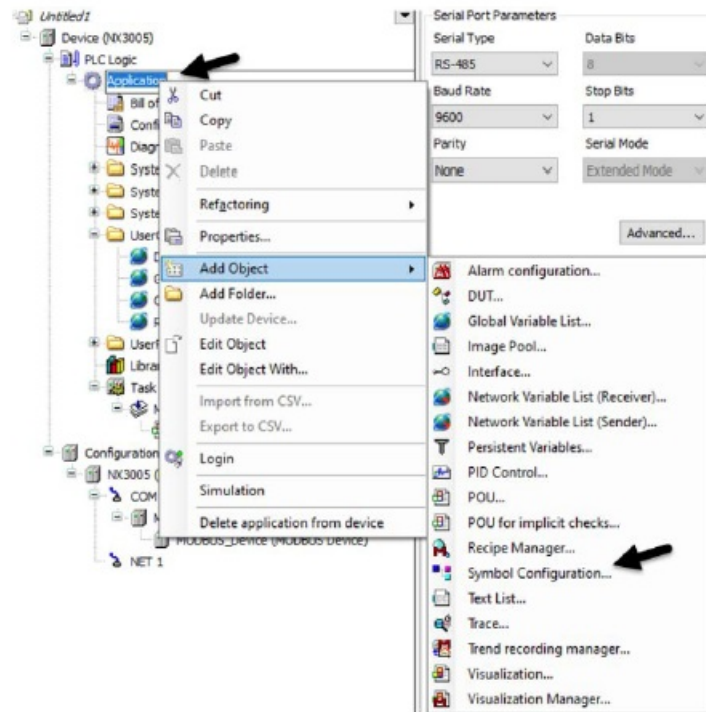 Untitled1
Device (NX3005)
PLC Logic
Application
Bill of
Conf
Diagr
Syste
Syste
Syste
User
D
G
User
Librar
Task
Configuration
NX3005 (
COM
MODBUS_Device (MODBUS Device)
NET 1
Cut
Copy
Paste
Delete
Refactoring
Properties...
Add Object
Add Folder...
Update Device...
Edit Object
Edit Object With...
Import from CSV...
Export to CSV...
Login
Simulation
Delete application from device
Serial Port Parameters
Serial Type
Data Bits
RS-485
8
Baud Rate
Stop Bits
9600
1
Parity
Serial Mode
None
Extended Mode
Advanced...
Alarm configuration...
DUT...
Global Variable List...
Image Pool...
Interface...
Network Variable List (Receiver)...
Network Variable List (Sender)...
Persistent Variables...
PID Control...
POU...
POU for implicit checks...
Recipe Manager...
Symbol Configuration...
Text List...
Trace...
Trend recording manager...
Visualization...
Visualization Manager...